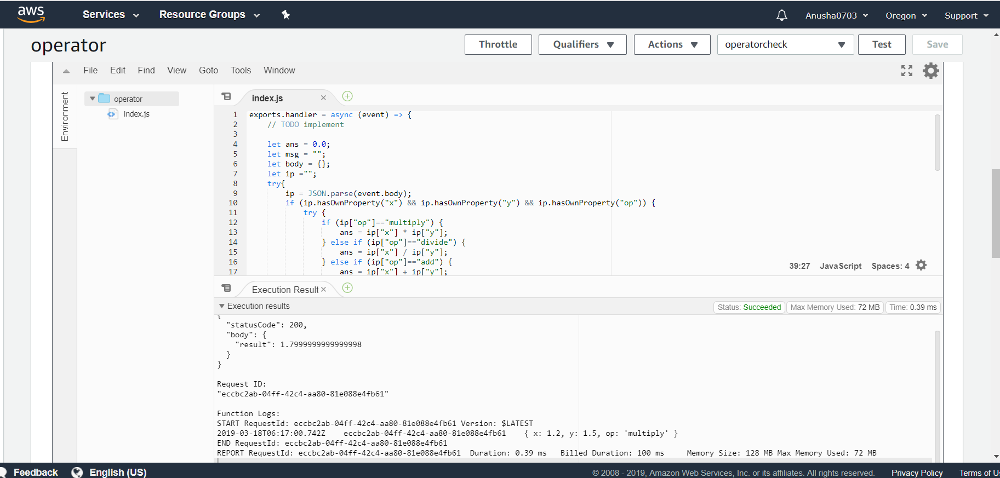 aws Services Resource Groups Anusha0703 Oregon Support
operator Throttle Qualifiers Actions operatorcheck Test Save
File Edit Find View Goto Tools Window
Environment
operator
index.js
index.js
1 exports.handler = async (event) => {
2 // TODO implement
3
4 let ans = 0.0;
5 let msg = "";
6 let body = {};
7 let ip ="";
8 try{
9 ip = JSON.parse(event.body);
10 if (ip.hasOwnProperty("x") && ip.hasOwnProperty("y") && ip.hasOwnProperty("op")) {
11 try {
12 if (ip["op"]=="multiply") {
13 ans = ip["x"] * ip["y"];
14 } else if (ip["op"]=="divide") {
15 ans = ip["x"] / ip["y"];
16 } else if (ip["op"]=="add") {
17 ans = ip["x"] + ip["y"];
39:27 JavaScript Spaces: 4
Execution Result
Execution results Status: Succeeded Max Memory Used: 72 MB Time: 0.39 ms
{
"statusCode": 200,
"body": {
"result": 1.7999999999999998
}
}
Request ID:
"eccbc2ab-04ff-42c4-aa80-81e088e4fb61"
Function Logs:
START RequestId: eccbc2ab-04ff-42c4-aa80-81e088e4fb61 Version: $LATEST
2019-03-18T06:17:00.742Z eccbc2ab-04ff-42c4-aa80-81e088e4fb61 { x: 1.2, y: 1.5, op: 'multiply' }
END RequestId: eccbc2ab-04ff-42c4-aa80-81e088e4fb61
REPORT RequestId: eccbc2ab-04ff-42c4-aa80-81e088e4fb61 Duration: 0.39 ms Billed Duration: 100 ms Memory Size: 128 MB Max Memory Used: 72 MB
Feedback English (US) © 2008 - 2019, Amazon Web Services, Inc. or its affiliates. All rights reserved. Privacy Policy Terms of U